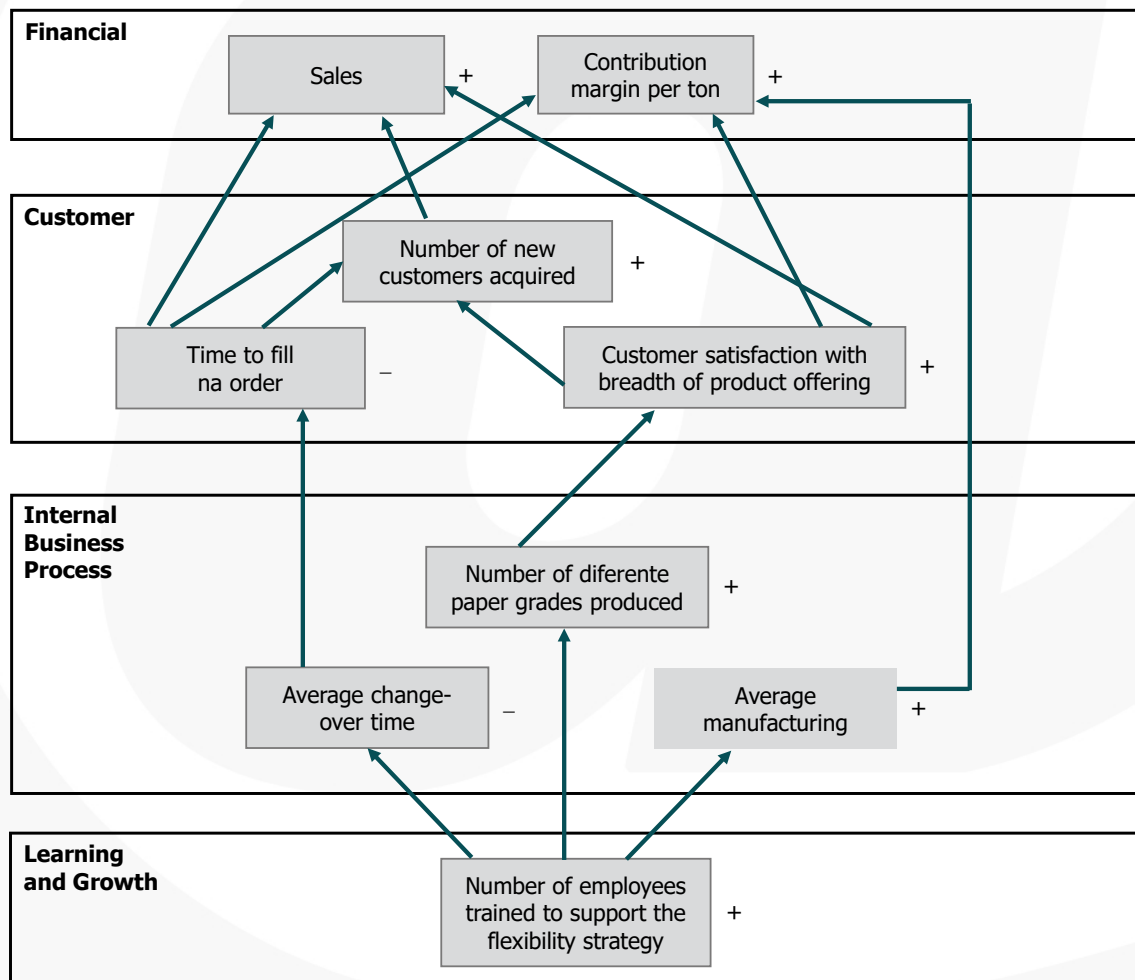 Financial
Sales
+
Contribution
margin per ton
+
Customer
Number of new
customers acquired
+
Time to fill
na order
–
Customer satisfaction with
breadth of product offering
+
Internal
Business
Process
Number of diferente
paper grades produced
+
Average change-
over time
–
Average
manufacturing
+
Learning
and Growth
Number of employees
trained to support the
flexibility strategy
+